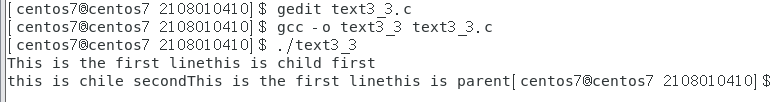 [centos7@centos7 2108010410]$ gedit text3_3.c
[centos7@centos7 2108010410]$ gcc -o text3_3 text3_3.c
[centos7@centos7 2108010410]$ ./text3_3
This is the first linethis is child first
this is chile secondThis is the first linethis is parent[centos7@centos7 2108010410]$